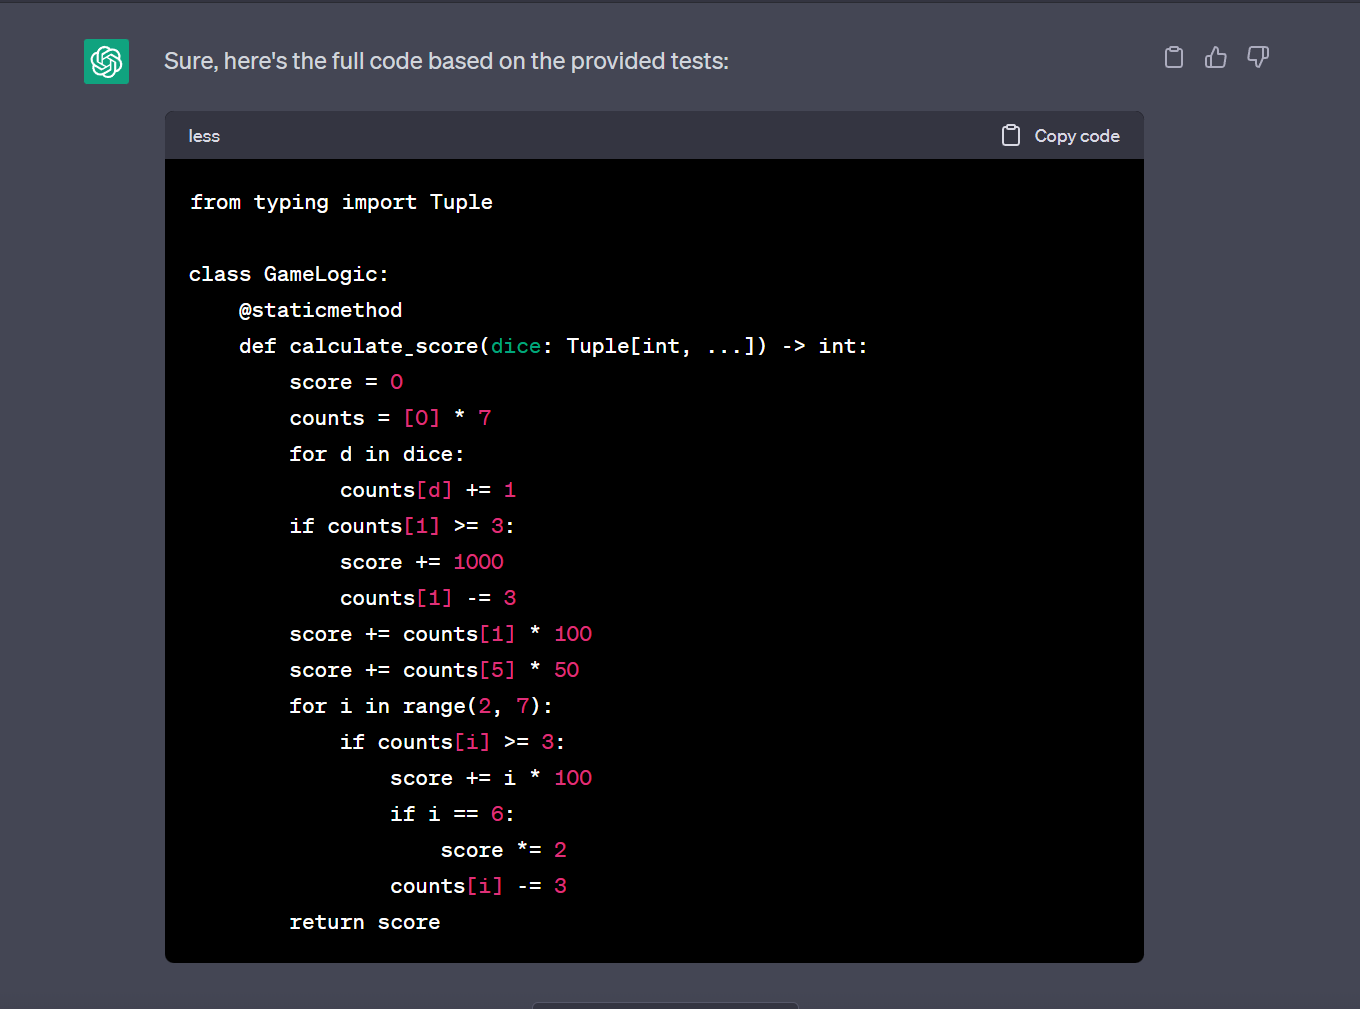 Sure, here's the full code based on the provided tests:
less
Copy code
from typing import Tuple
class GameLogic:
    @staticmethod
    def calculate_score(dice: Tuple[int, ...]) -> int:
        score = 0
        counts = [0] * 7
        for d in dice:
            counts[d] += 1
        if counts[1] >= 3:
            score += 1000
            counts[1] -= 3
        score += counts[1] * 100
        score += counts[5] * 50
        for i in range(2, 7):
            if counts[i] >= 3:
                score += i * 100
                if i == 6:
                    score *= 2
                counts[i] -= 3
        return score